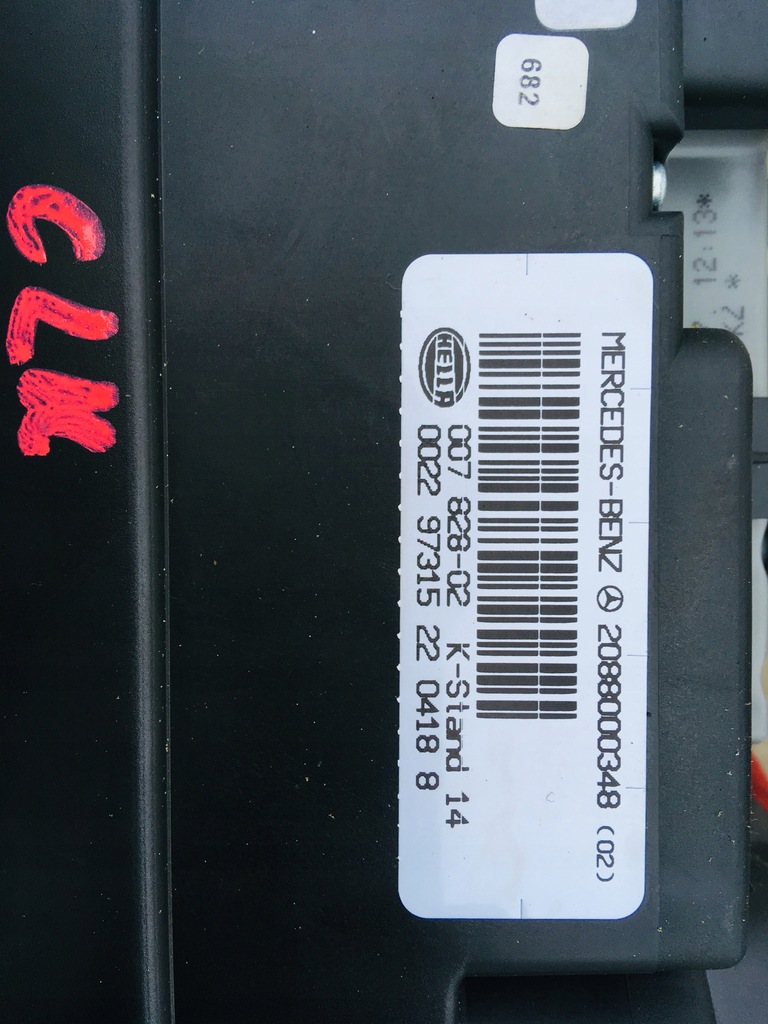 682
12:13*
*
MERCEDES-BENZ 2088000348 (02)
HELLA
007 828-02 K-Stand 14
0022 97315 22 0418 8
CLK